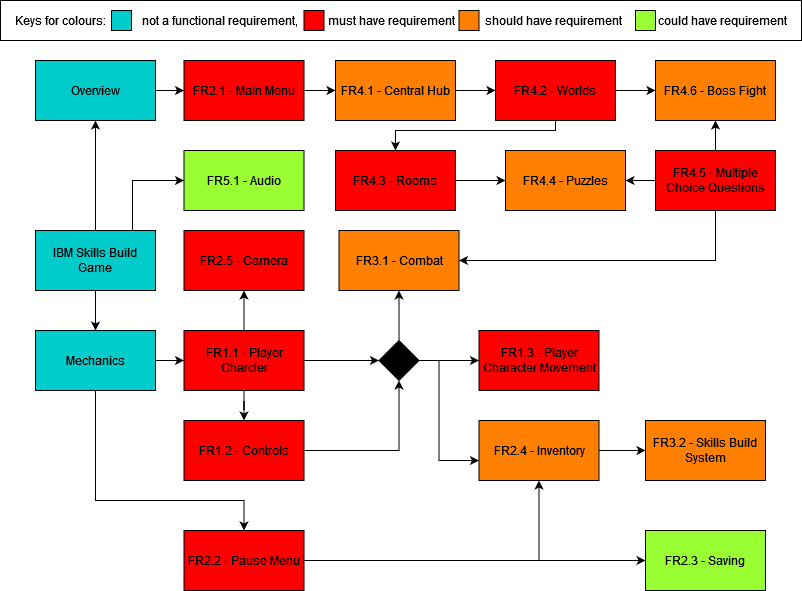 Keys for colours: not a functional requirement, must have requirement should have requirement could have requirement
Overview
FR2.1 - Main Menu
FR4.1 - Central Hub
FR4.2 - Worlds
FR4.6 - Boss Fight
FR5.1 - Audio
FR4.3 - Rooms
FR4.4 - Puzzles
FR4.5 - Multiple
Choice Questions
IBM Skills Build
Game
FR2.5 - Camera
FR3.1 - Combat
Mechanics
FR1.1 - Player
Charcter
FR1.3 - Player
Character Movement
FR1.2 - Controls
FR2.4 - Inventory
FR3.2 - Skills Build
System
FR2.2 - Pause Menu
FR2.3 - Saving